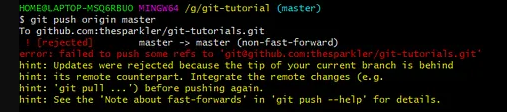 HOME@LAPTOP-MSQ6RBUO MINGW64 /g/git-tutorial (master)
$ git push origin master
To github.com:thesparkler/git-tutorials.git
! [rejected] master -> master (non-fast-forward)
error: failed to push some refs to 'git@github.com:thesparkler/git-tutorials.git'
hint: Updates were rejected because the tip of your current branch is behind
hint: its remote counterpart. Integrate the remote changes (e.g.
hint: 'git pull ...') before pushing again.
hint: See the 'Note about fast-forwards' in 'git push --help' for details.